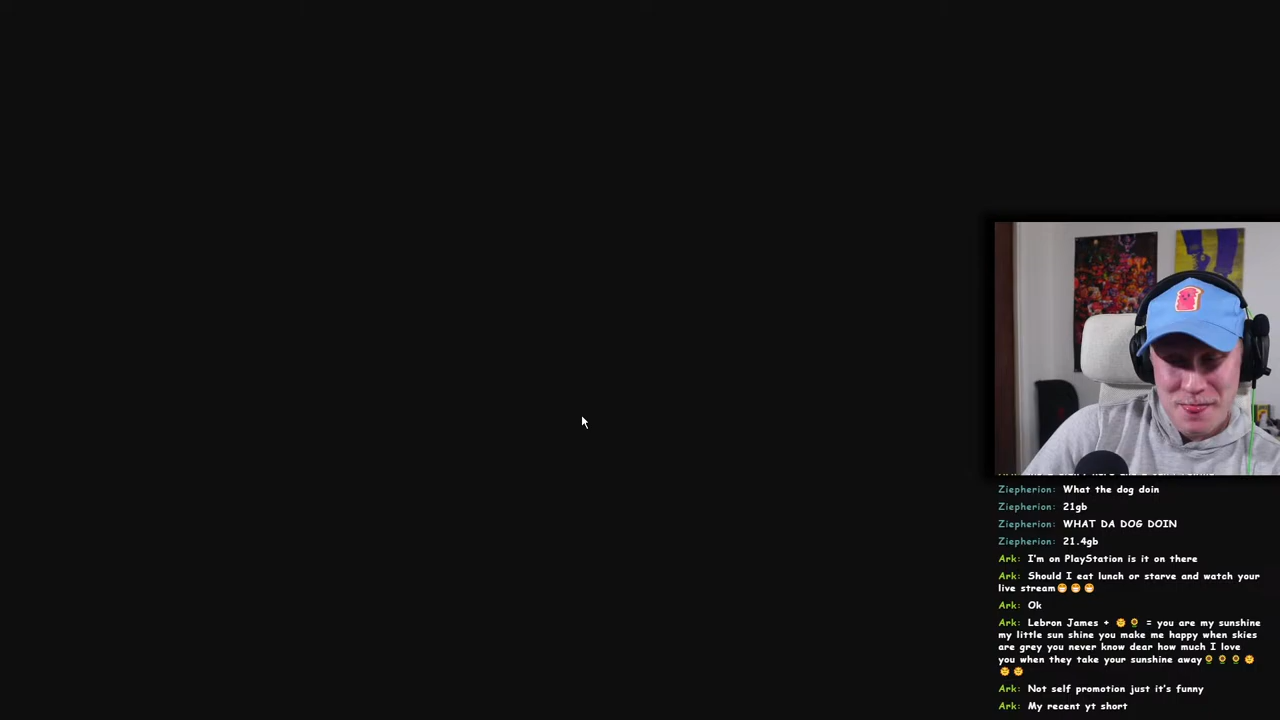 Ziepherion: What the dog doin
Ziepherion: 21gb
Ziepherion: WHAT DA DOG DOIN
Ziepherion: 21.4gb
Ark: I'm on PlayStation is it on there
Ark: Should I eat lunch or starve and watch your
live stream😁😁😁
Ark: Ok
Ark: Lebron James + 🌞🌻 = you are my sunshine
my little sun shine you make me happy when skies
are grey you never know dear how much I love
you when they take your sunshine away🌻🌻🌻🌞
🌞🌞
Ark: Not self promotion just it's funny
Ark: My recent yt short